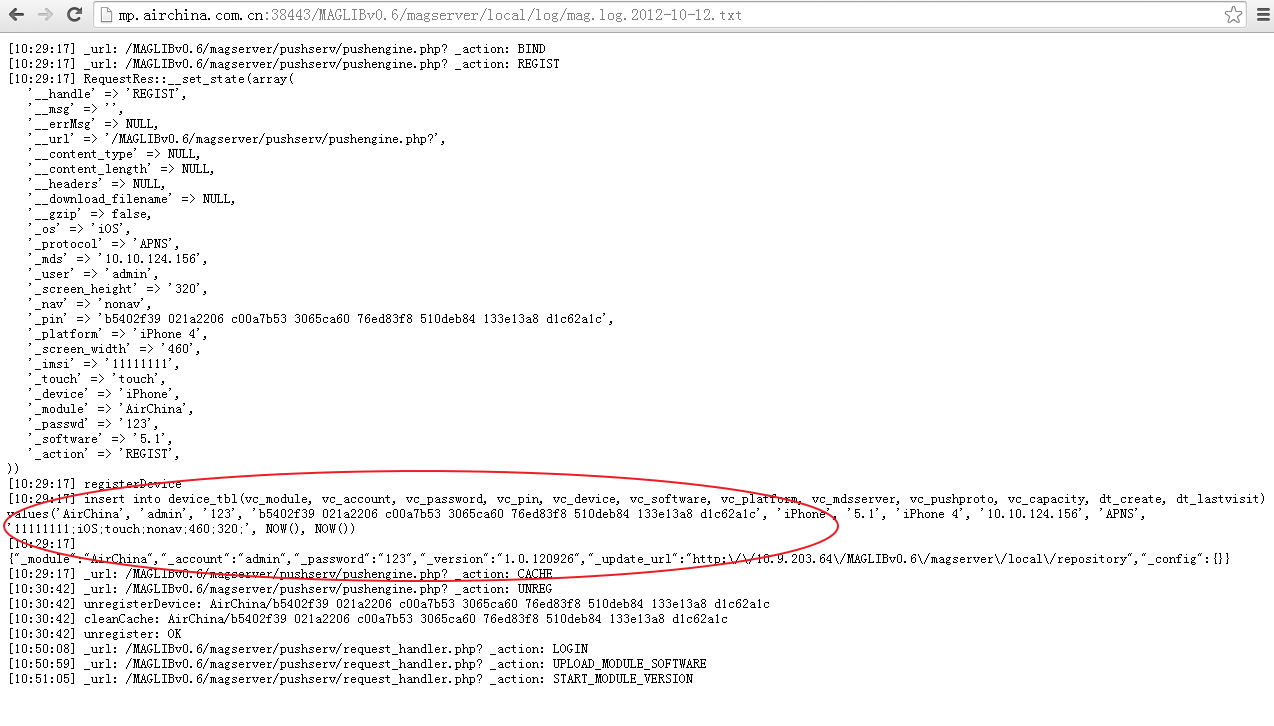 mp.airchina.com.cn:38443/MAGLIBv0.6/magserver/local/log/mag.log.2012-10-12.txt
[10:29:17] _url: /MAGLIBv0.6/magserver/pushserv/pushengine.php? _action: BIND
[10:29:17] _url: /MAGLIBv0.6/magserver/pushserv/pushengine.php? _action: REGIST
[10:29:17] RequestRes::__set_state(array(
'__handle' => 'REGIST',
'__msg' => '',
'__errMsg' => NULL,
'__url' => '/MAGLIBv0.6/magserver/pushserv/pushengine.php?',
'__content_type' => NULL,
'__content_length' => NULL,
'__headers' => NULL,
'__download_filename' => NULL,
'__gzip' => false,
'_os' => 'iOS',
'_protocol' => 'APNS',
'_mds' => '10.10.124.156',
'_user' => 'admin',
'_screen_height' => '320',
'_nav' => 'nonav',
'_pin' => 'b5402f39 021a2206 c00a7b53 3065ca60 76ed83f8 510deb84 133e13a8 d1c62a1c',
'_platform' => 'iPhone 4',
'_screen_width' => '460',
'_imsi' => '11111111',
'_touch' => 'touch',
'_device' => 'iPhone',
'_module' => 'AirChina',
'_passwd' => '123',
'_software' => '5.1',
'_action' => 'REGIST',
))
[10:29:17] registerDevice
[10:29:17] insert into device_tbl(vc_module, vc_account, vc_password, vc_pin, vc_device, vc_software, vc_platform, vc_mdsserver, vc_pushproto, vc_capacity, dt_create, dt_lastvisit)
values('AirChina', 'admin', '123', 'b5402f39 021a2206 c00a7b53 3065ca60 76ed83f8 510deb84 133e13a8 d1c62a1c', 'iPhone', '5.1', 'iPhone 4', '10.10.124.156', 'APNS',
'11111111;iOS;touch;nonav;460;320;', NOW(), NOW())
[10:29:17]
{"_module":"AirChina","_account":"admin","_password":"123","_version":"1.0.120926","_update_url":"http:\/\/10.9.203.64\/MAGLIBv0.6\/magserver\/local\/repository","_config":{}}
[10:29:17] _url: /MAGLIBv0.6/magserver/pushserv/pushengine.php? _action: CACHE
[10:30:42] _url: /MAGLIBv0.6/magserver/pushserv/pushengine.php? _action: UNREG
[10:30:42] unregisterDevice: AirChina/b5402f39 021a2206 c00a7b53 3065ca60 76ed83f8 510deb84 133e13a8 d1c62a1c
[10:30:42] cleanCache: AirChina/b5402f39 021a2206 c00a7b53 3065ca60 76ed83f8 510deb84 133e13a8 d1c62a1c
[10:30:42] unregister: OK
[10:50:08] _url: /MAGLIBv0.6/magserver/pushserv/request_handler.php? _action: LOGIN
[10:50:59] _url: /MAGLIBv0.6/magserver/pushserv/request_handler.php? _action: UPLOAD_MODULE_SOFTWARE
[10:51:05] _url: /MAGLIBv0.6/magserver/pushserv/request_handler.php? _action: START_MODULE_VERSION